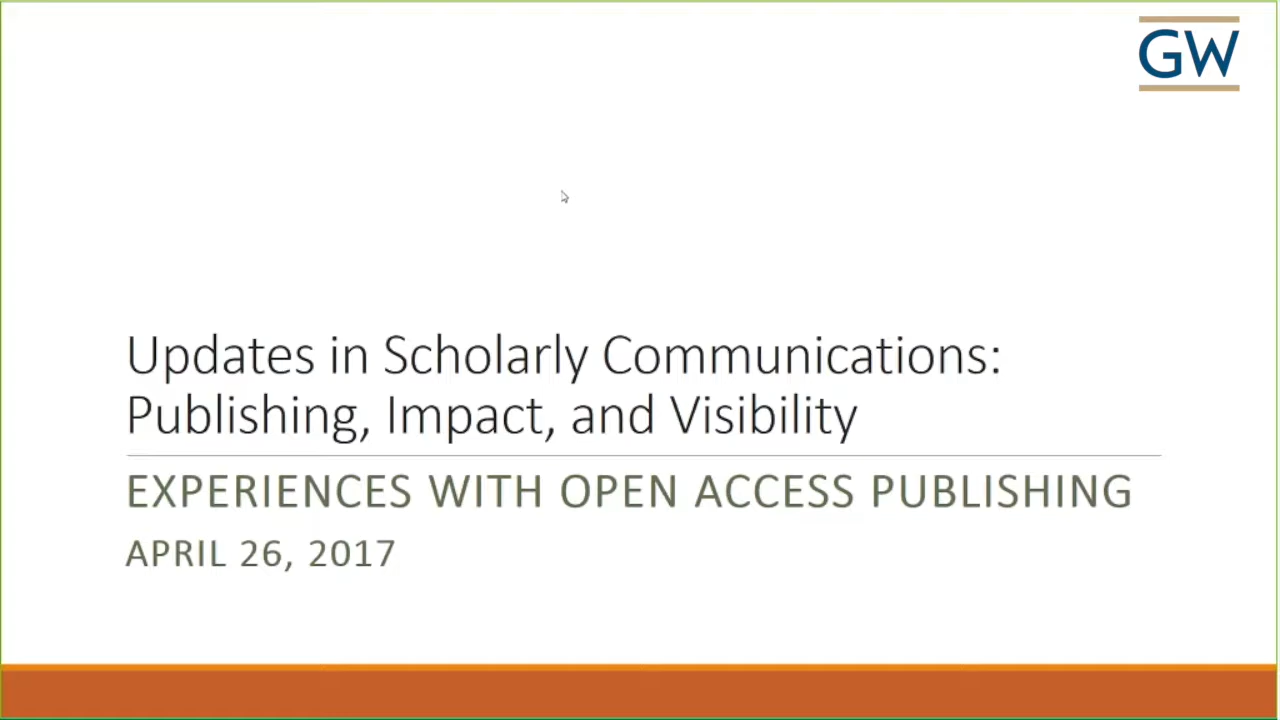 GW
Updates in Scholarly Communications:
Publishing, Impact, and Visibility
EXPERIENCES WITH OPEN ACCESS PUBLISHING
APRIL 26, 2017